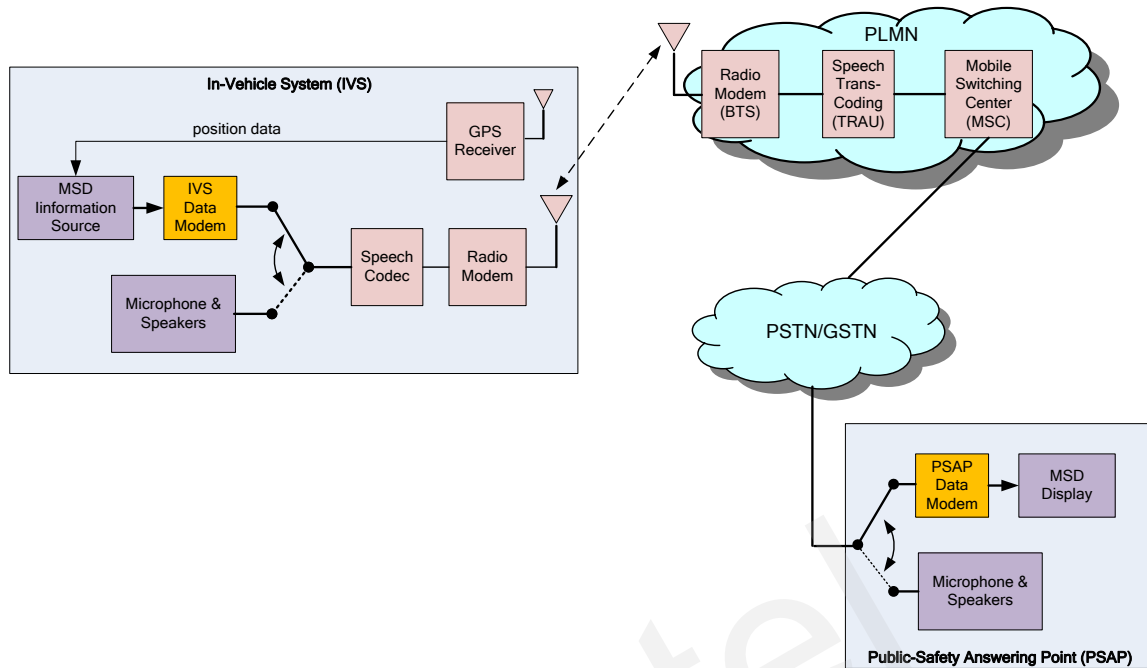 In-Vehicle System (IVS)
position data
GPS
Receiver
MSD
Iinformation
Source
IVS
Data
Modem
Speech
Codec
Radio
Modem
Microphone &
Speakers
PLMN
Radio
Modem
(BTS)
Speech
Trans-
Coding
(TRAU)
Mobile
Switching
Center
(MSC)
PSTN/GSTN
PSAP
Data
Modem
MSD
Display
Microphone &
Speakers
Public-Safety Answering Point (PSAP)